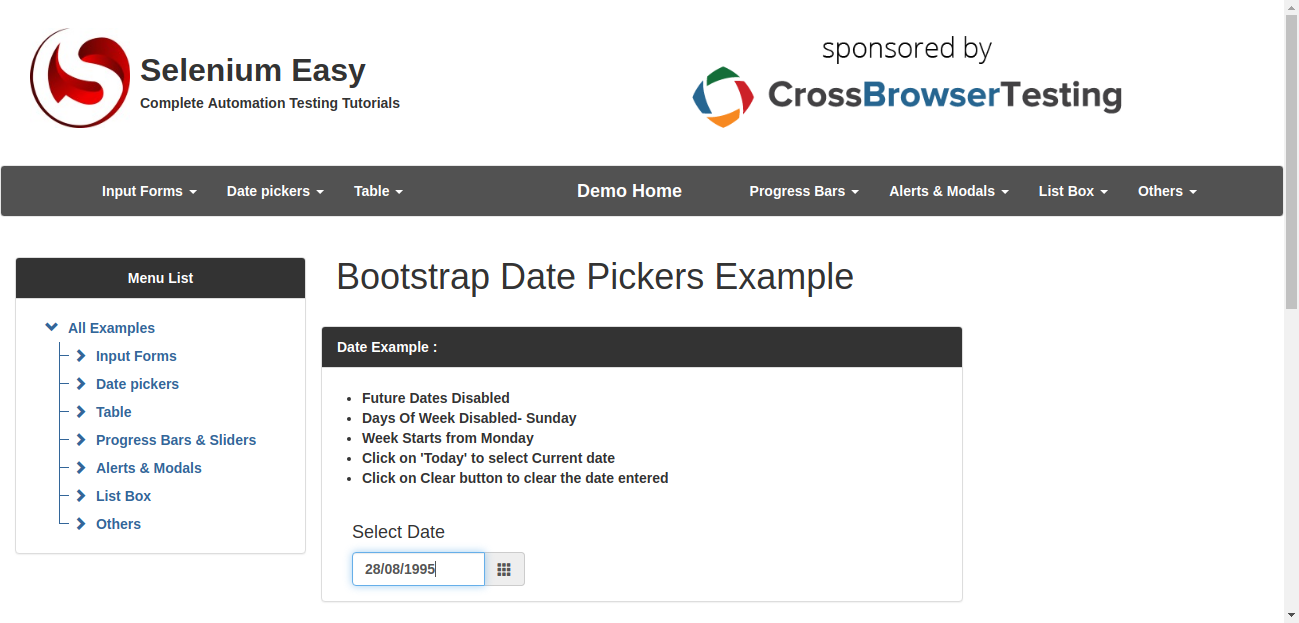 Selenium Easy
Complete Automation Testing Tutorials
sponsored by
CrossBrowserTesting
Input Forms Date pickers Table Demo Home Progress Bars Alerts & Modals List Box Others
Menu List
All Examples
Input Forms
Date pickers
Table
Progress Bars & Sliders
Alerts & Modals
List Box
Others
Bootstrap Date Pickers Example
Date Example :
Future Dates Disabled
Days Of Week Disabled- Sunday
Week Starts from Monday
Click on 'Today' to select Current date
Click on Clear button to clear the date entered
Select Date
28/08/1995